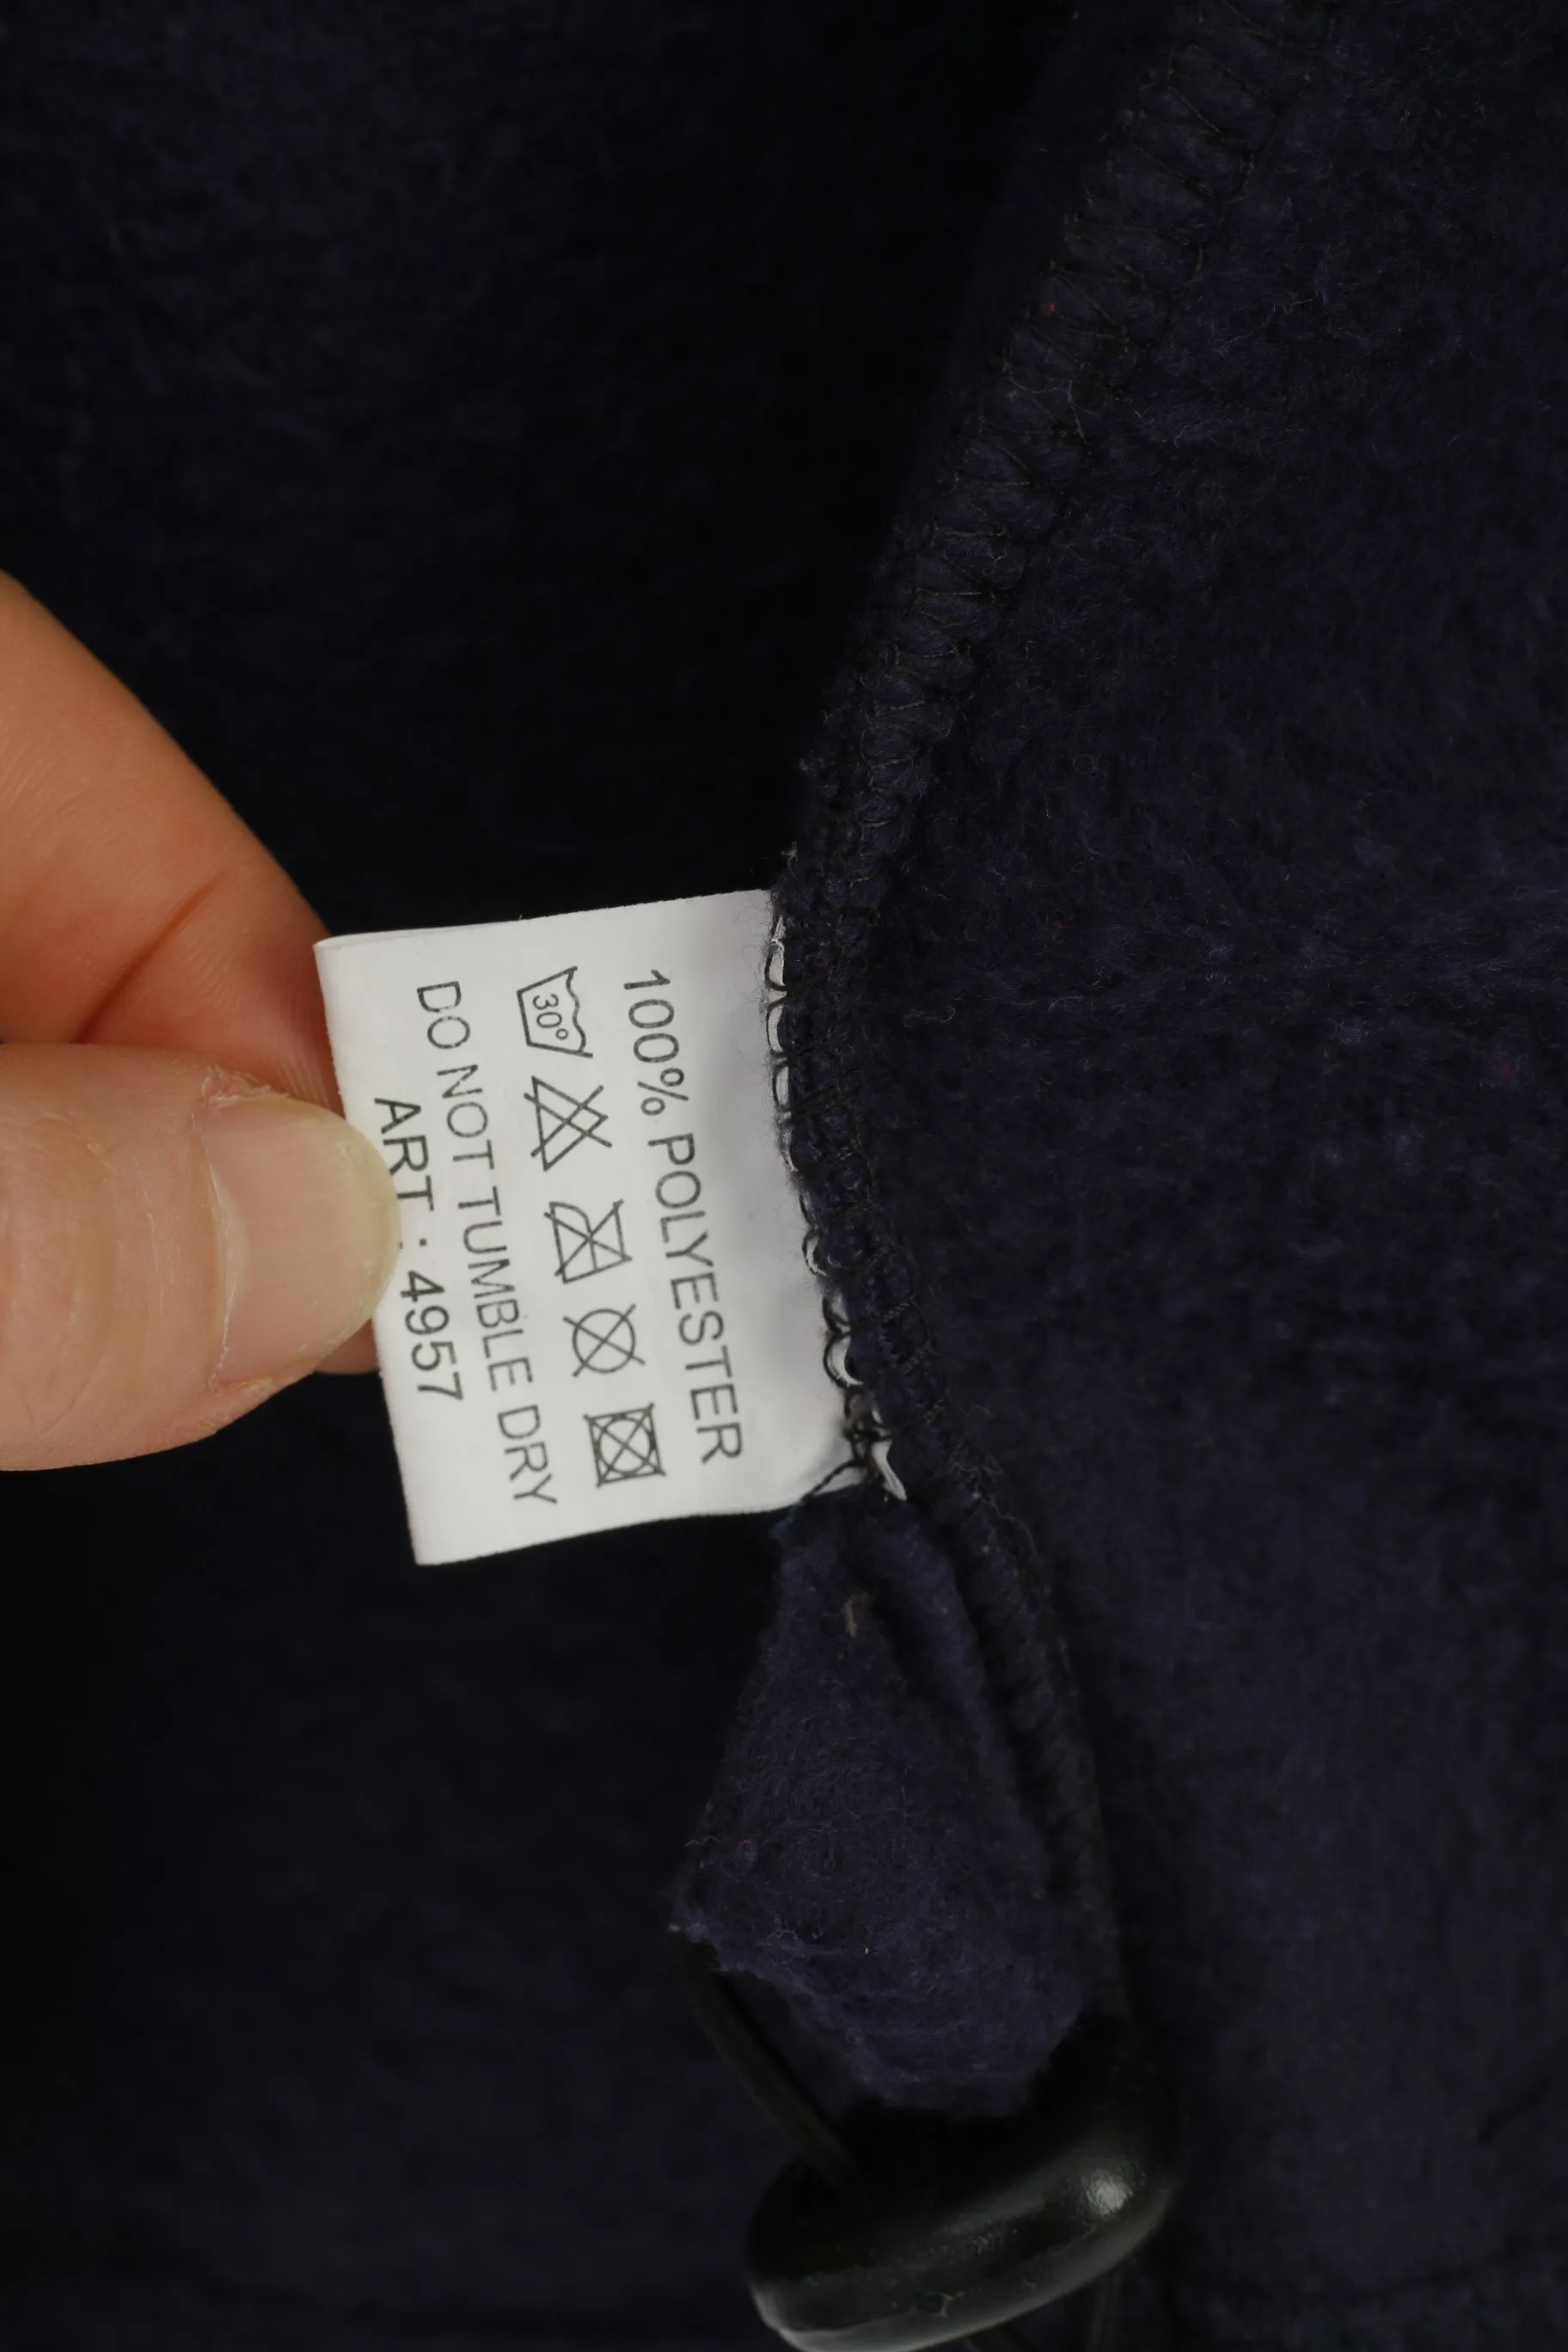 100% POLYESTER
30°
DO NOT TUMBLE DRY
ART : 4957